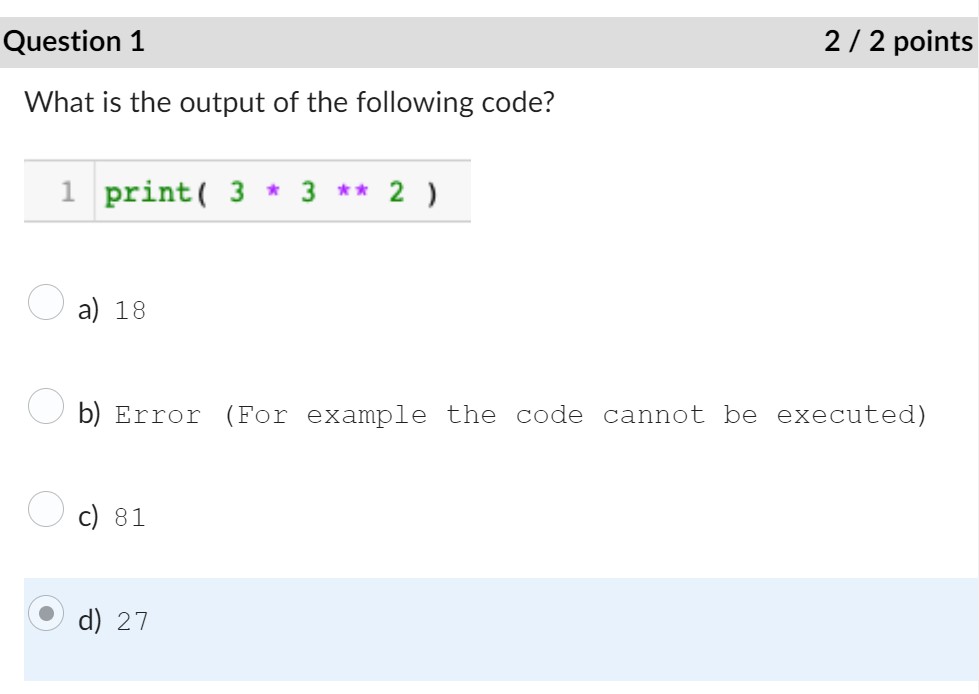 Question 1 2 / 2 points
What is the output of the following code?
1 print( 3 * 3 ** 2 )
a) 18
b) Error (For example the code cannot be executed)
c) 81
d) 27